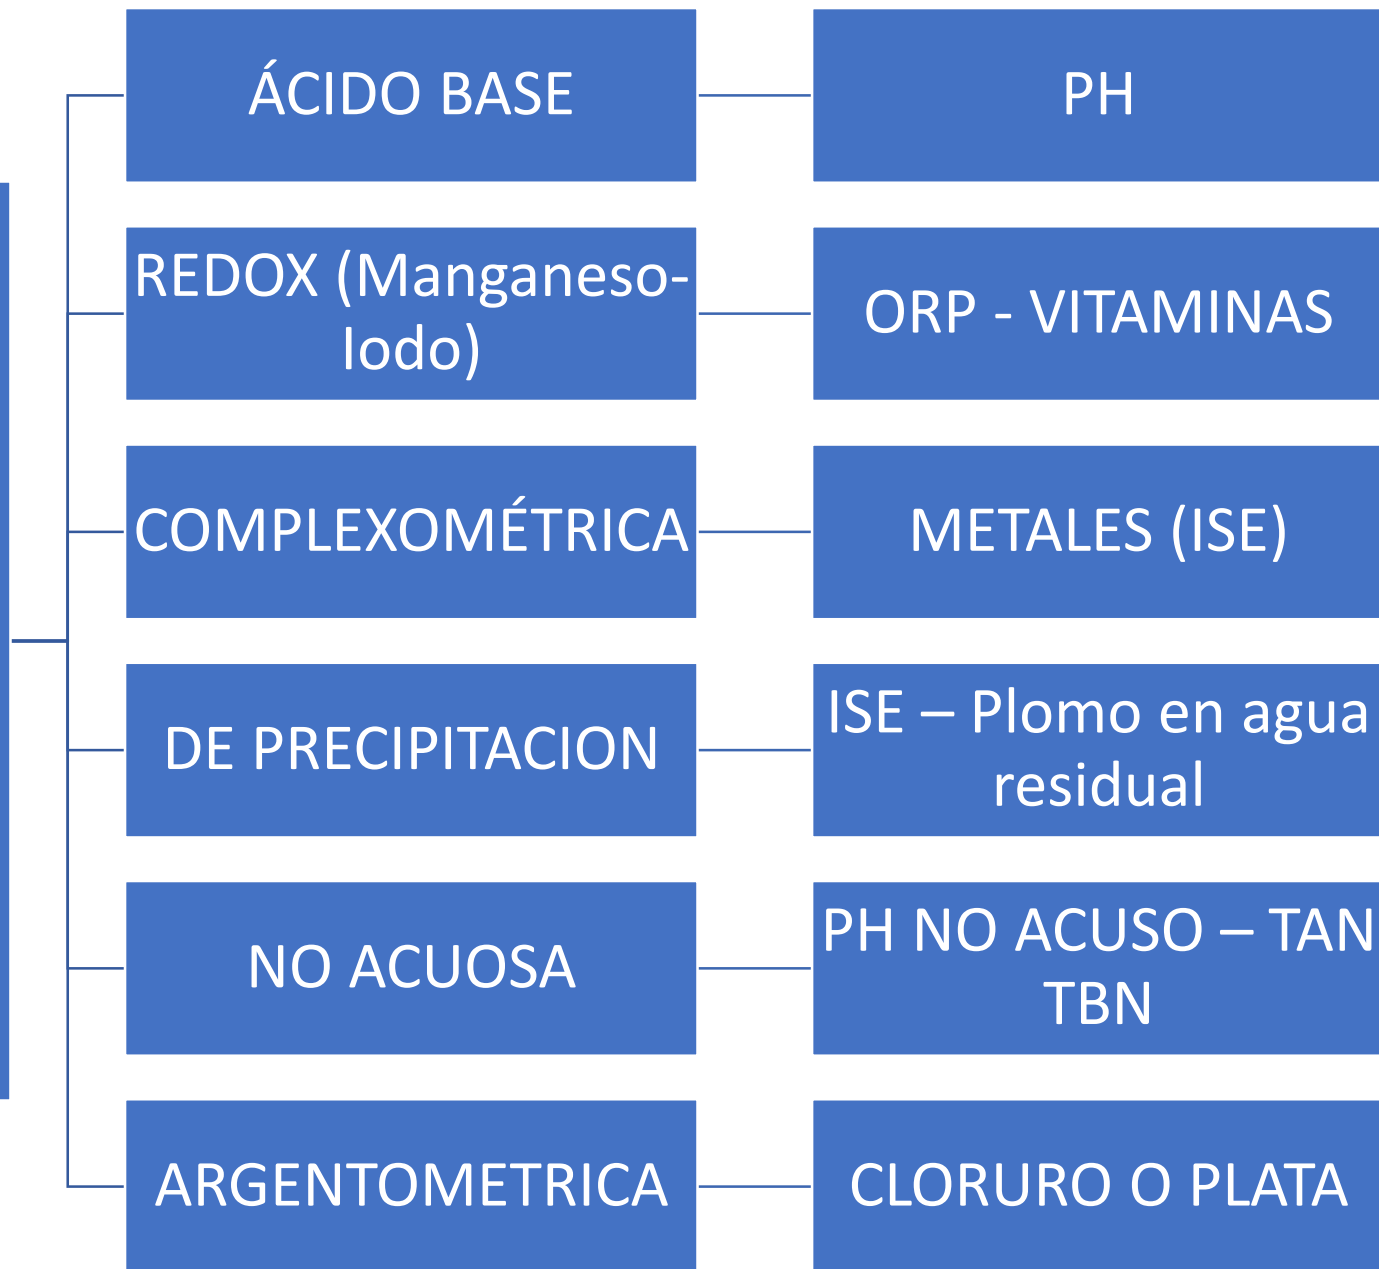 ÁCIDO BASE
PH
REDOX (Manganeso-
Iodo)
ORP - VITAMINAS
COMPLEXOMÉTRICA
METALES (ISE)
DE PRECIPITACION
ISE – Plomo en agua
residual
NO ACUOSA
PH NO ACUSO – TAN
TBN
ARGENTOMETRICA
CLORURO O PLATA